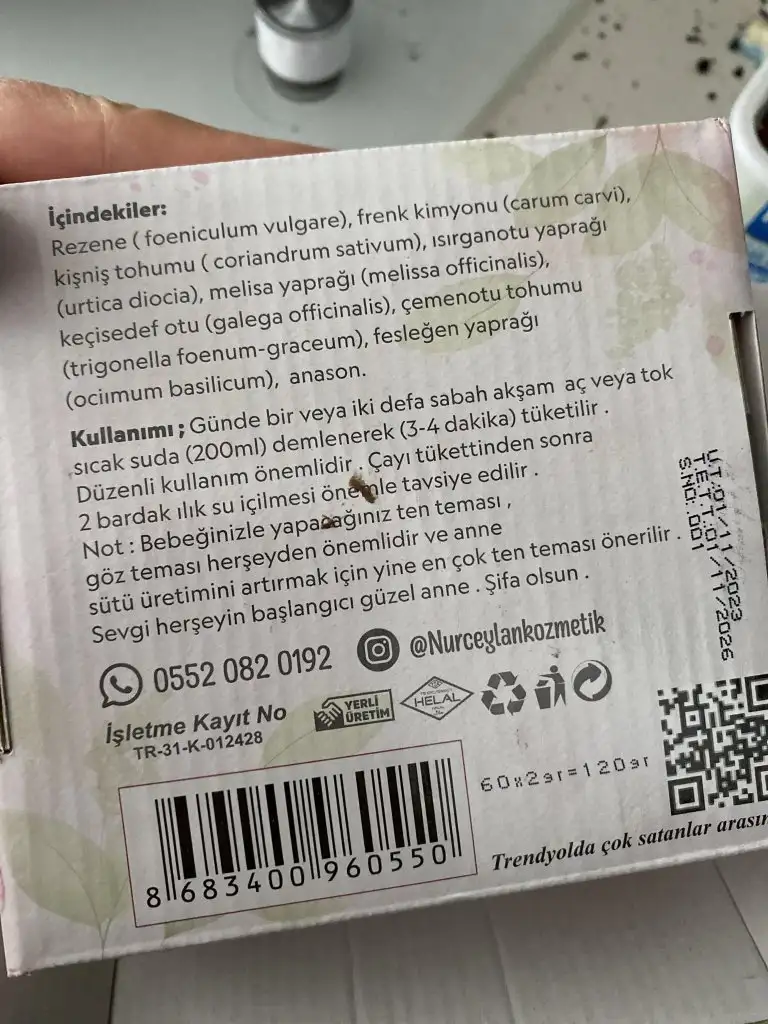 İçindekiler:
Rezene ( foeniculum vulgare), frenk kimyonu (carum carvi),
kişniş tohumu ( coriandrum sativum), ısırganotu yaprağı
(urtica diocia), melisa yaprağı (melissa officinalis),
keçisedef otu (galega officinalis), çemenotu tohumu
(trigonella foenum-graceum), fesleğen yaprağı
(ocıımum basilicum), anason.
Kullanımı ; Günde bir veya iki defa sabah akşam aç veya tok
sıcak suda (200ml) demlenerek (3-4 dakika) tüketilir .
Düzenli kullanım önemlidir . Çayı tükettinden sonra
2 bardak ılık su içilmesi önemle tavsiye edilir .
Not : Bebeğinizle yapacağınız ten teması ,
göz teması herşeyden önemlidir ve anne
sütü üretimini artırmak için yine en çok ten teması önerilir .
Sevgi herşeyin başlangıcı güzel anne . Şifa olsun .
Ü.T.:01/11/2023
T.E.T.T.:01/11/2026
S.NO.:001
0552 082 0192
@Nurceylankozmetik
İşletme Kayıt No
TR-31-K-012428
YERLİ
ÜRETİM
HELAL
60x2gr=120gr
8 683400 960550
Trendyolda çok satanlar